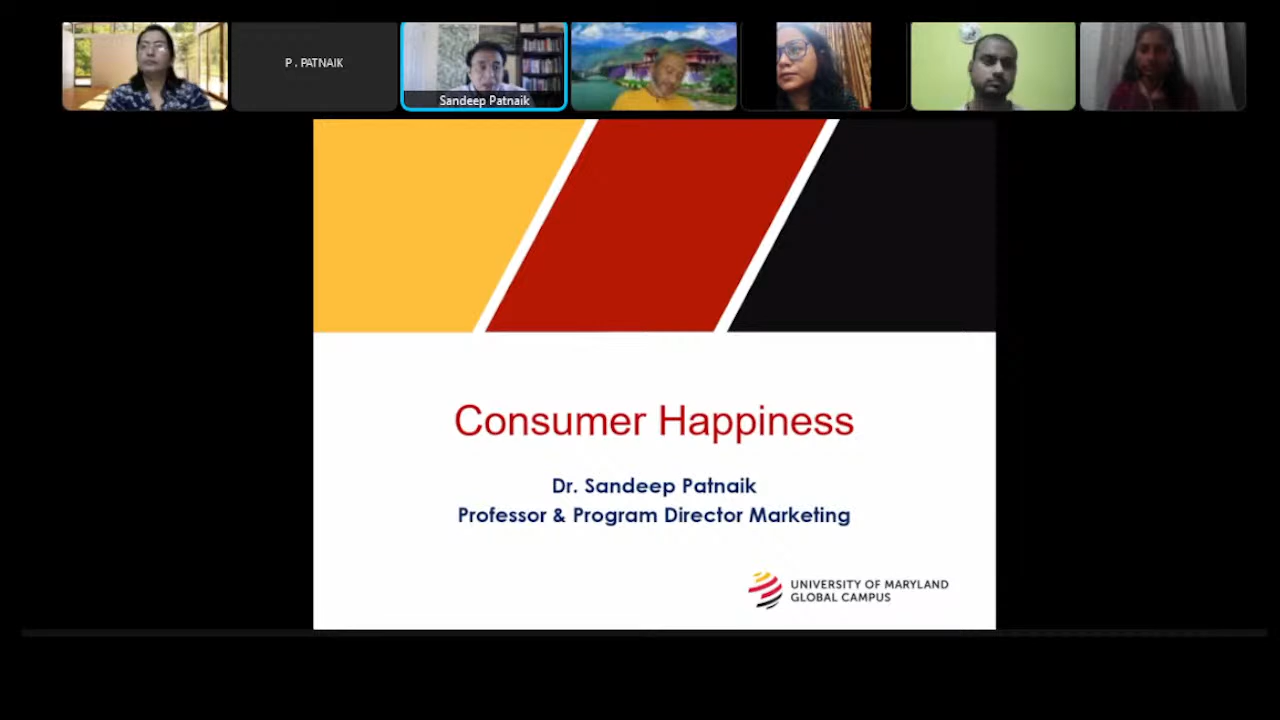 P . PATNAIK
Sandeep Patnaik
Consumer Happiness
Dr. Sandeep Patnaik
Professor & Program Director Marketing
UNIVERSITY OF MARYLAND
GLOBAL CAMPUS